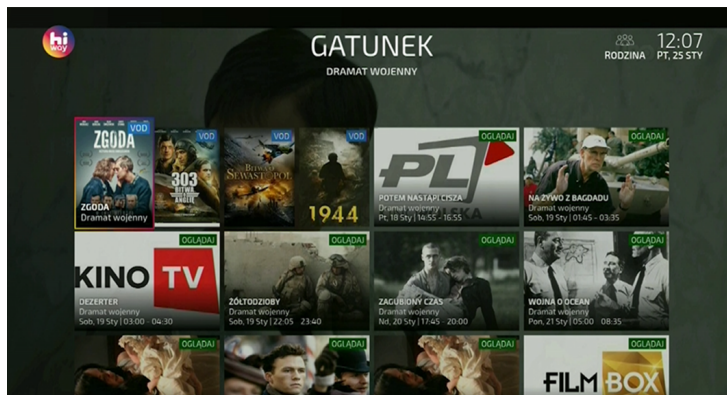 hi
woy
GATUNEK
DRAMAT WOJENNY
RODZINA
12:07
PT, 25 STY
VOD
ZGODA
ZGODA
Dramat wojenny
VOD
303
BITWA
ANGLIĘ
VOD
BITWA O
SEWASTOPOL
VOD
1944
OGLĄDAJ
PL
POTEM NASTĄPI CISZA
Dramat wojenny
Pt, 18 Sty | 14:55 - 16:55
OGLĄDAJ
NA ŻYWO Z BAGDADU
Dramat wojenny
Sob, 19 Sty | 01:45 - 03:35
OGLĄDAJ
KINO TV
DEZERTER
Dramat wojenny
Sob, 19 Sty | 03:00 - 04:30
OGLĄDAJ
ŻÓŁTODZIOBY
Dramat wojenny
Sob, 19 Sty | 22:05 23:40
OGLĄDAJ
ZAGUBIONY CZAS
Dramat wojenny
Nd, 20 Sty | 17:45 - 20:00
OGLĄDAJ
WOJNA O OCEAN
Dramat wojenny
Pon, 21 Sty | 05:00 08:35
OGLĄDAJ
OGLĄDAJ
OGLĄDAJ
OGLĄDAJ
FILMBOX